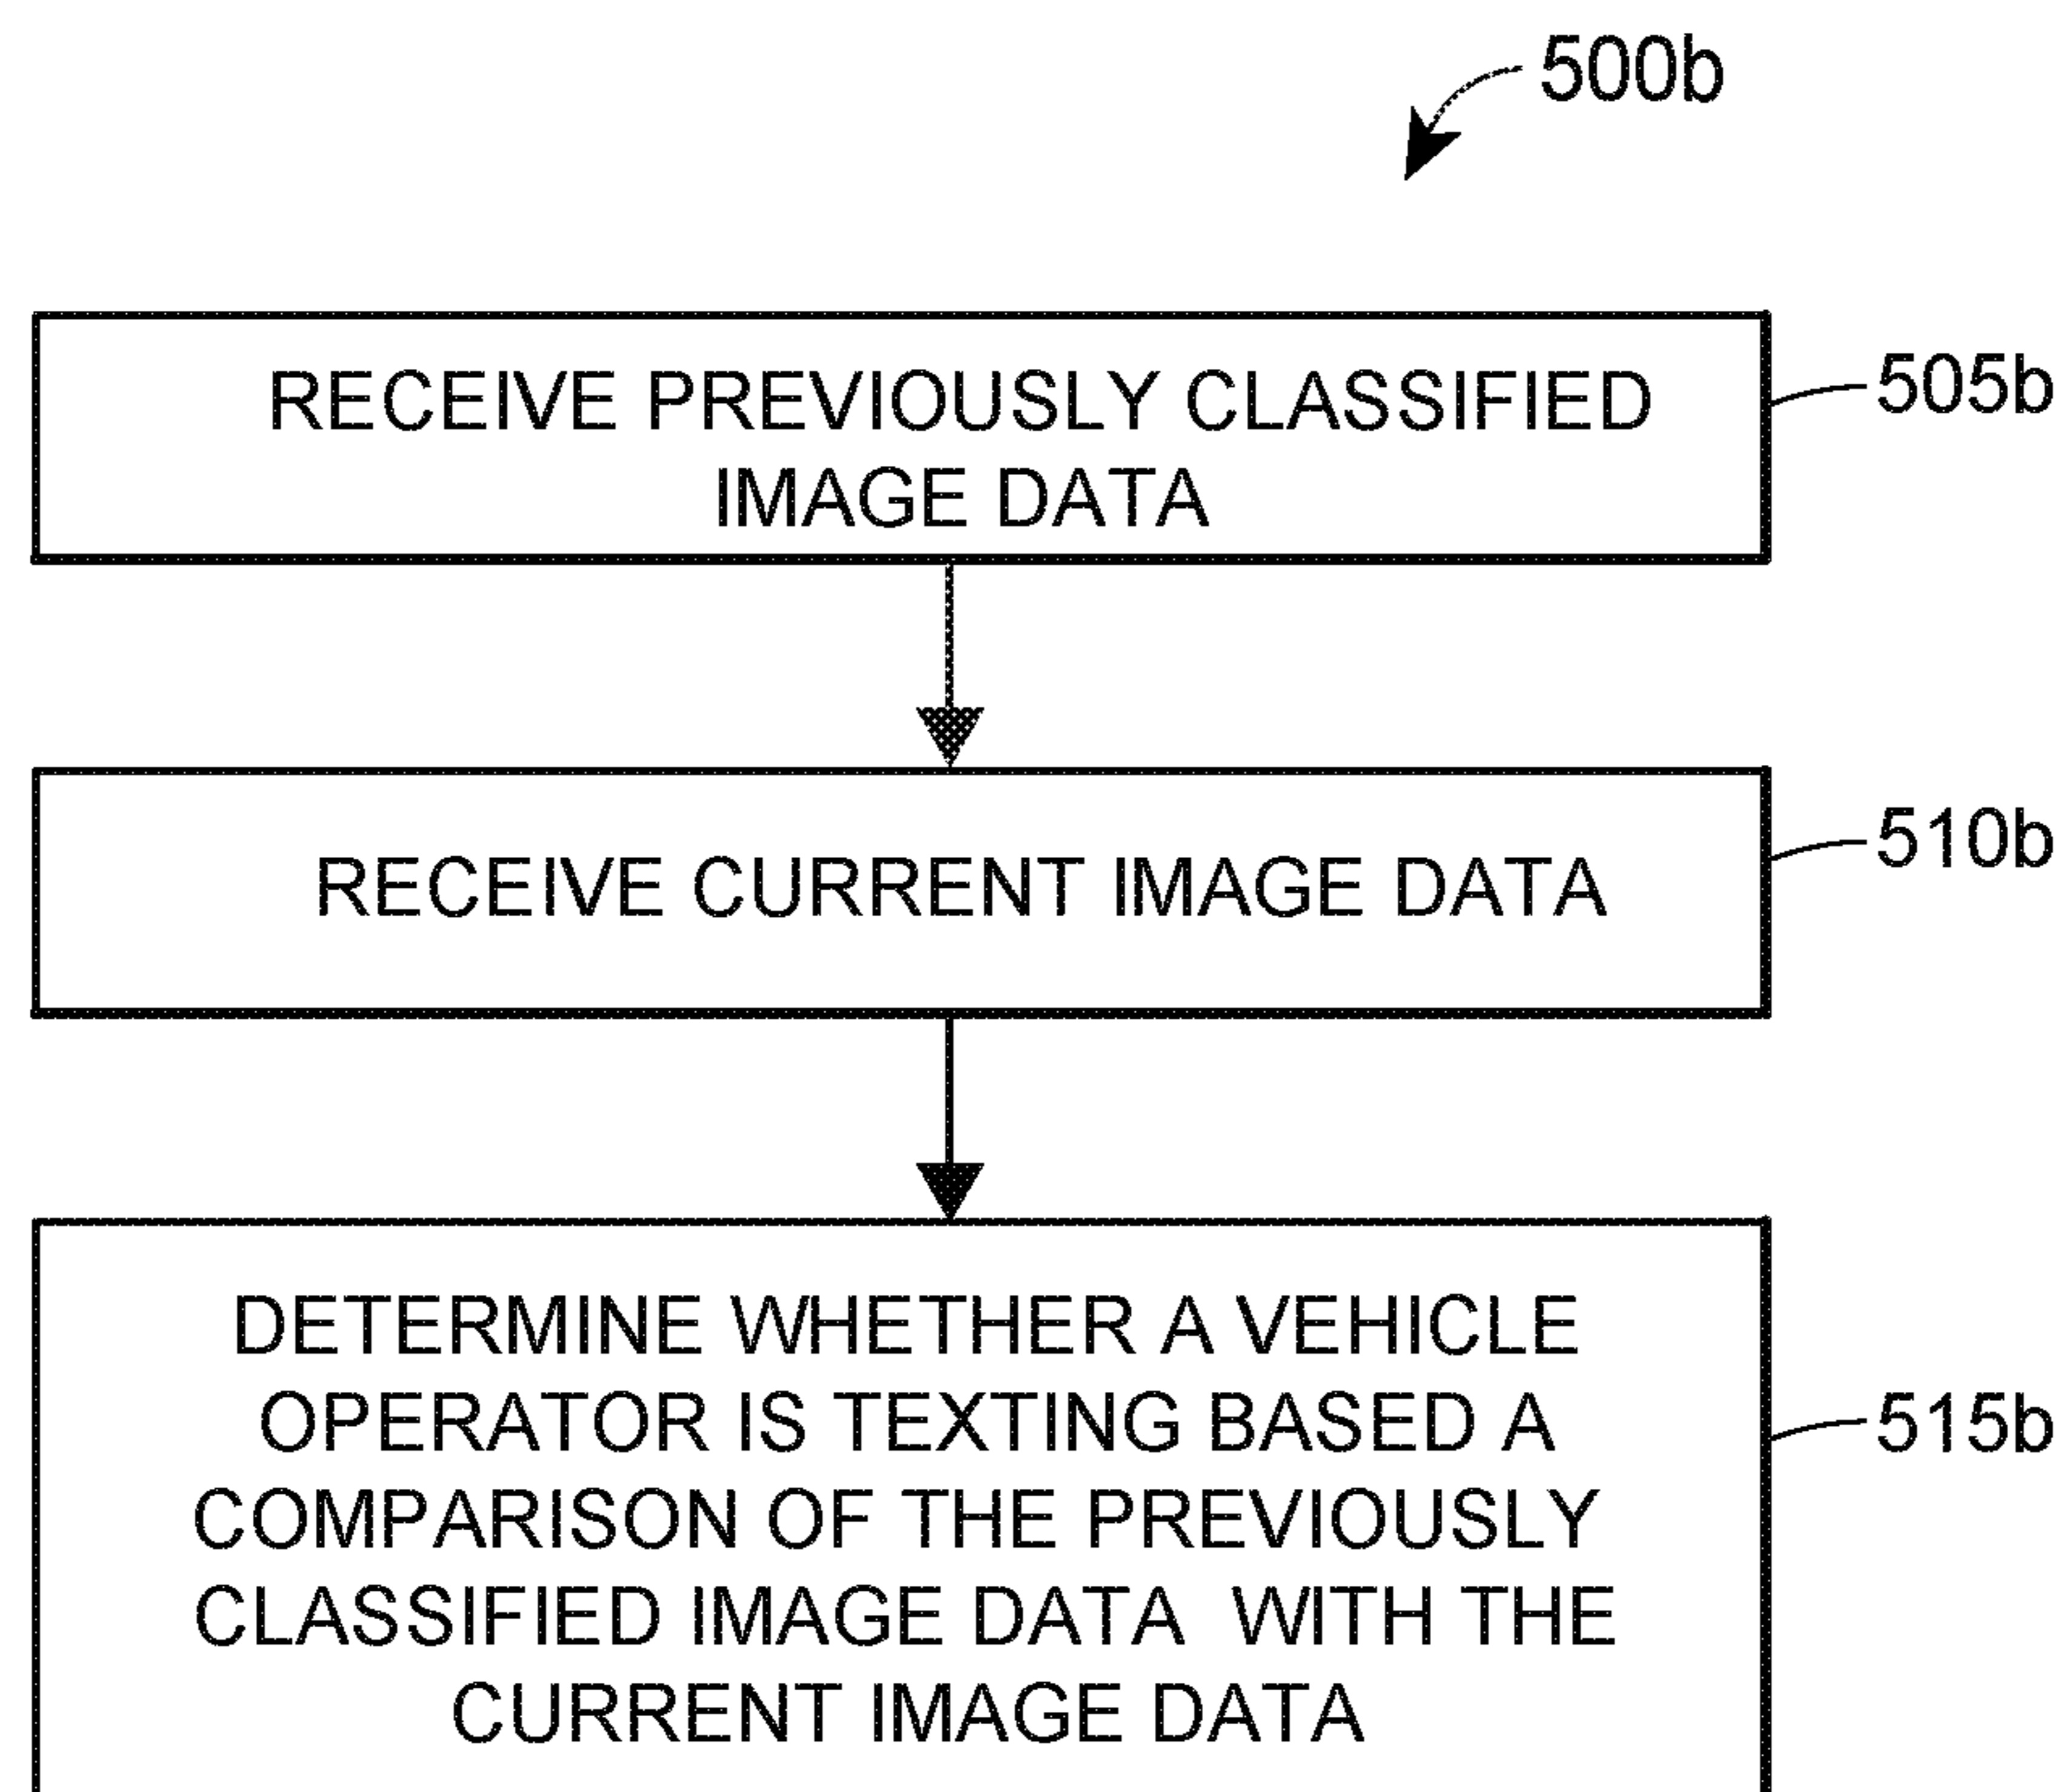 500b
RECEIVE PREVIOUSLY CLASSIFIED
IMAGE DATA
505b
RECEIVE CURRENT IMAGE DATA
510b
DETERMINE WHETHER A VEHICLE
OPERATOR IS TEXTING BASED A
COMPARISON OF THE PREVIOUSLY
CLASSIFIED IMAGE DATA WITH THE
CURRENT IMAGE DATA
515b